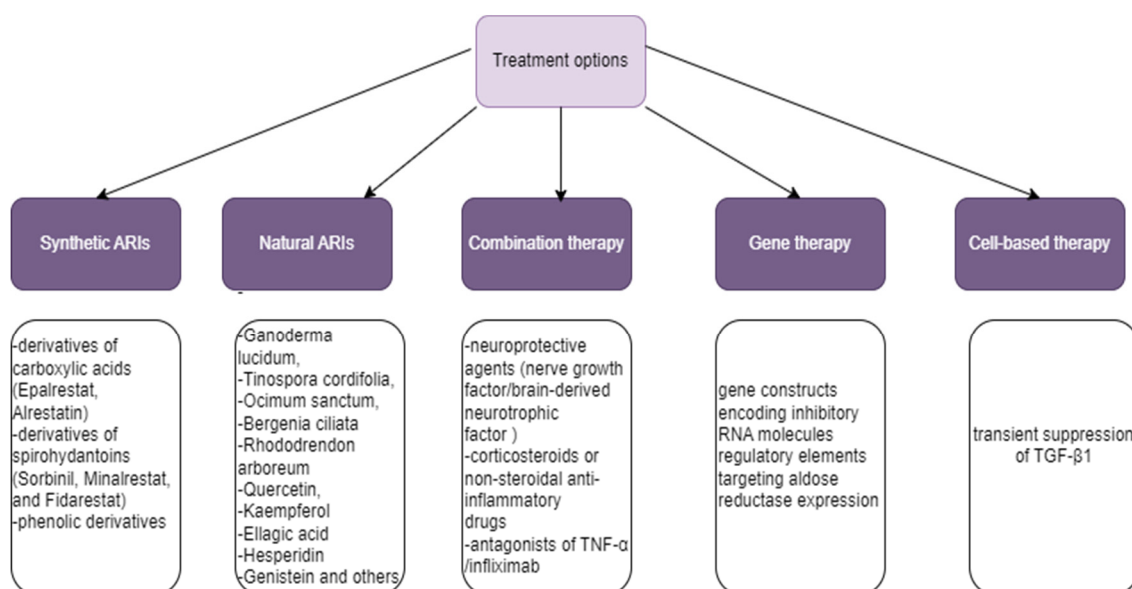 Treatment options
Synthetic ARIs
Natural ARIs
Combination therapy
Gene therapy
Cell-based therapy
-derivatives of
carboxylic acids
(Epalrestat,
Alrestatin)
-derivatives of
spirohydantoins
(Sorbinil, Minalrestat,
and Fidarestat)
-phenolic derivatives
-
-Ganoderma
lucidum,
-Tinospora cordifolia,
-Ocimum sanctum,
-Bergenia ciliata
-Rhododrendon
arboreum
-Quercetin,
-Kaempferol
-Ellagic acid
-Hesperidin
-Genistein and others
-neuroprotective
agents (nerve growth
factor/brain-derived
neurotrophic
factor )
-corticosteroids or
non-steroidal anti-
inflammatory
drugs
-antagonists of TNF-α
/infliximab
gene constructs
encoding inhibitory
RNA molecules
regulatory elements
targeting aldose
reductase expression
transient suppression
of TGF-β1